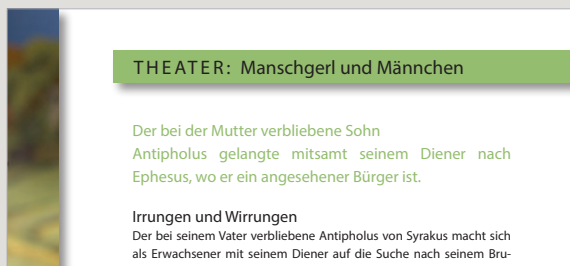 THEATER: Manschgerl und Männchen
Der bei der Mutter verbliebene Sohn
Antipholus gelangte mitsamt seinem Diener nach
Ephesus, wo er ein angesehener Bürger ist.
Irrungen und Wirrungen
Der bei seinem Vater verbliebene Antipholus von Syrakus macht sich
als Erwachsener mit seinem Diener auf die Suche nach seinem Bru-